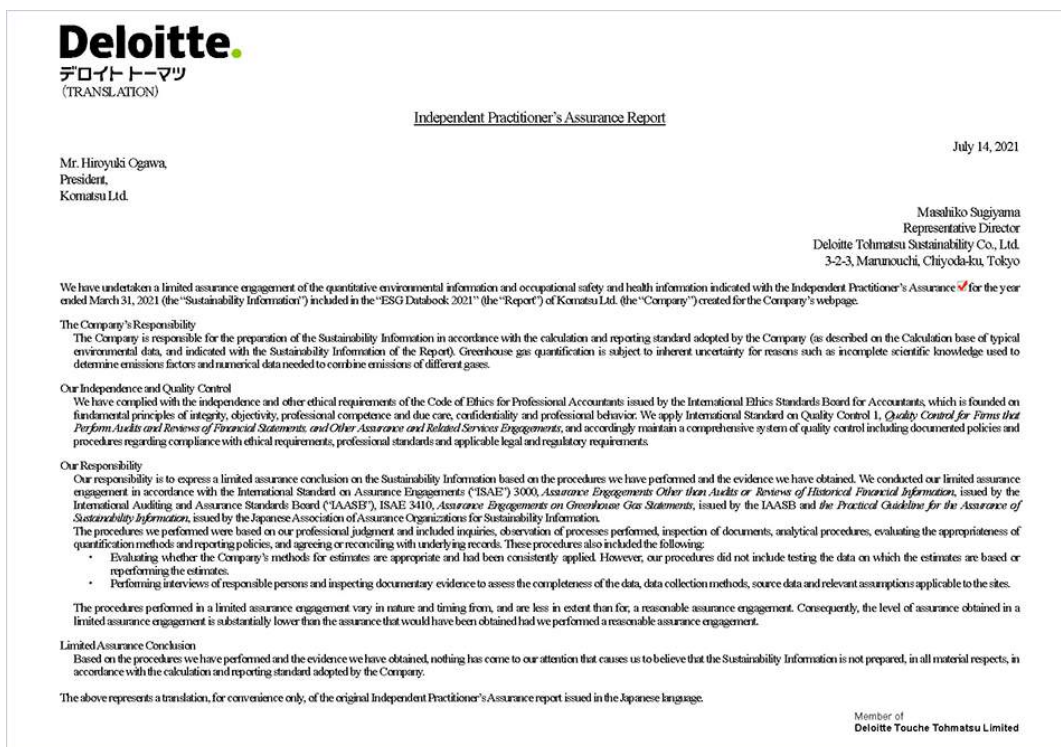 Deloitte.
デロイト トーマツ
(TRANSLATION)
Independent Practitioner's Assurance Report
July 14, 2021
Mr. Hiroyuki Ogawa,
President,
Komatsu Ltd.
Masahiko Sugiyama
Representative Director
Deloitte Tohmatsu Sustainability Co., Ltd.
3-2-3, Marunouchi, Chiyoda-ku, Tokyo
We have undertaken a limited assurance engagement of the quantitative environmental information and occupational safety and health information indicated with the Independent Practitioner's Assurance ✓ for the year
ended March 31, 2021 (the "Sustainability Information") included in the "ESG Databook 2021" (the "Report") of Komatsu Ltd. (the "Company") created for the Company's webpage.
The Company's Responsibility
The Company is responsible for the preparation of the Sustainability Information in accordance with the calculation and reporting standard adopted by the Company (as described on the Calculation base of typical
environmental data, and indicated with the Sustainability Information of the Report). Greenhouse gas quantification is subject to inherent uncertainty for reasons such as incomplete scientific knowledge used to
determine emissions factors and numerical data needed to combine emissions of different gases.
Our Independence and Quality Control
We have complied with the independence and other ethical requirements of the Code of Ethics for Professional Accountants issued by the International Ethics Standards Board for Accountants, which is founded on
fundamental principles of integrity, objectivity, professional competence and due care, confidentiality and professional behavior. We apply International Standard on Quality Control 1, Quality Control for Firms that
Perform Audits and Reviews of Financial Statements, and Other Assurance and Related Services Engagements, and accordingly maintain a comprehensive system of quality control including documented policies and
procedures regarding compliance with ethical requirements, professional standards and applicable legal and regulatory requirements.
Our Responsibility
Our responsibility is to express a limited assurance conclusion on the Sustainability Information based on the procedures we have performed and the evidence we have obtained. We conducted our limited assurance
engagement in accordance with the International Standard on Assurance Engagements ("ISAE") 3000, Assurance Engagements Other than Audits or Reviews of Historical Financial Information, issued by the
International Auditing and Assurance Standards Board ("IAASB"), ISAE 3410, Assurance Engagements on Greenhouse Gas Statements, issued by the IAASB and the Practical Guideline for the Assurance of
Sustainability Information, issued by the Japanese Association of Assurance Organizations for Sustainability Information.
The procedures we performed were based on our professional judgment and included inquiries, observation of processes performed, inspection of documents, analytical procedures, evaluating the appropriateness of
quantification methods and reporting policies, and agreeing or reconciling with underlying records. These procedures also included the following:
• Evaluating whether the Company's methods for estimates are appropriate and had been consistently applied. However, our procedures did not include testing the data on which the estimates are based or
reperforming the estimates.
• Performing interviews of responsible persons and inspecting documentary evidence to assess the completeness of the data, data collection methods, source data and relevant assumptions applicable to the sites.
The procedures performed in a limited assurance engagement vary in nature and timing from, and are less in extent than for, a reasonable assurance engagement. Consequently, the level of assurance obtained in a
limited assurance engagement is substantially lower than the assurance that would have been obtained had we performed a reasonable assurance engagement.
Limited Assurance Conclusion
Based on the procedures we have performed and the evidence we have obtained, nothing has come to our attention that causes us to believe that the Sustainability Information is not prepared, in all material respects, in
accordance with the calculation and reporting standard adopted by the Company.
The above represents a translation, for convenience only, of the original Independent Practitioner's Assurance report issued in the Japanese language.
Member of
Deloitte Touche Tohmatsu Limited